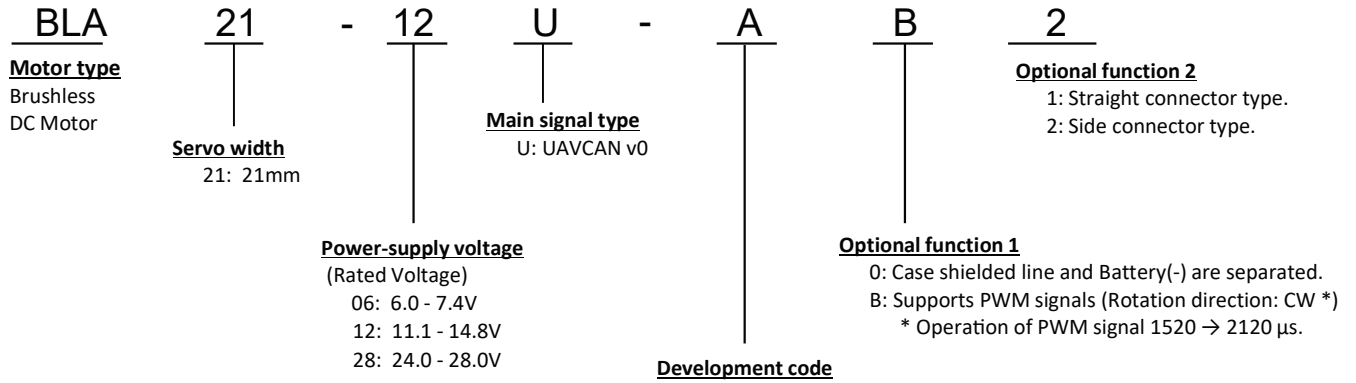 BLA 21 - 12 U - A B 2
Motor type
Brushless
DC Motor
Servo width
21: 21mm
Power-supply voltage
(Rated Voltage)
06: 6.0 - 7.4V
12: 11.1 - 14.8V
28: 24.0 - 28.0V
Main signal type
U: UAVCAN v0
Development code
Optional function 1
0: Case shielded line and Battery(-) are separated.
B: Supports PWM signals (Rotation direction: CW *)
* Operation of PWM signal 1520 → 2120 µs.
Optional function 2
1: Straight connector type.
2: Side connector type.